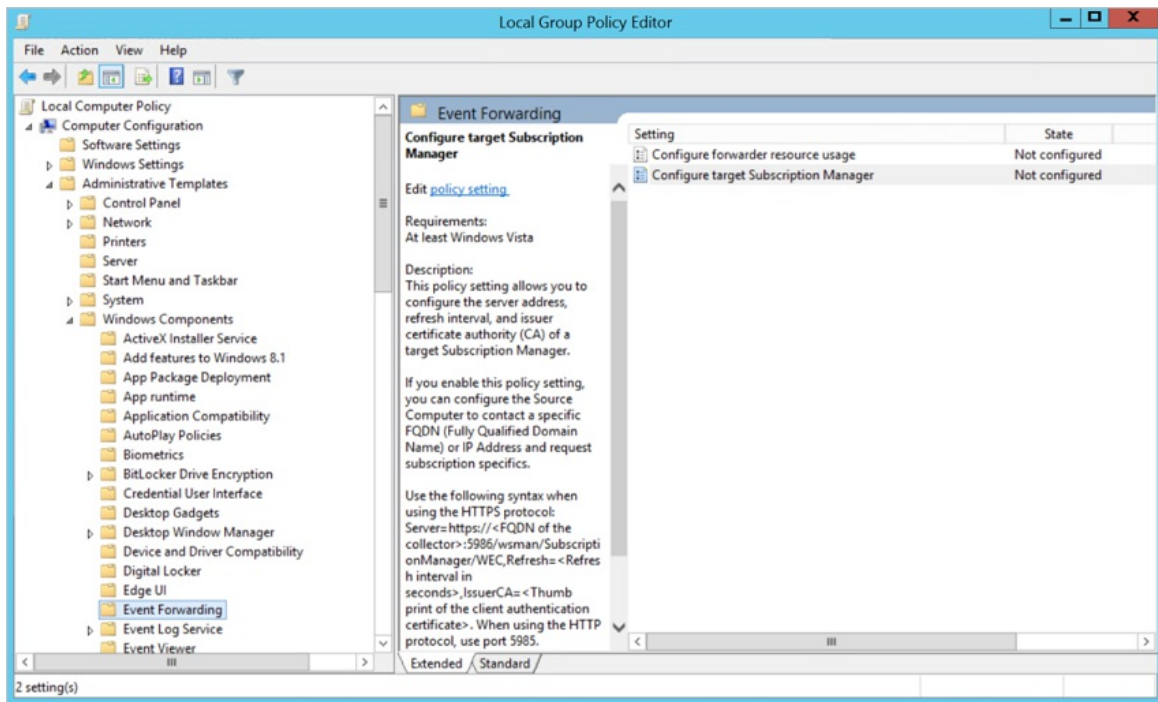 Local Group Policy Editor
File Action View Help
Local Computer Policy
Computer Configuration
Software Settings
Windows Settings
Administrative Templates
Control Panel
Network
Printers
Server
Start Menu and Taskbar
System
Windows Components
ActiveX Installer Service
Add features to Windows 8.1
App Package Deployment
App runtime
Application Compatibility
AutoPlay Policies
Biometrics
BitLocker Drive Encryption
Credential User Interface
Desktop Gadgets
Desktop Window Manager
Device and Driver Compatibility
Digital Locker
Edge UI
Event Forwarding
Event Log Service
Event Viewer
Event Forwarding
Configure target Subscription
Manager
Edit policy setting
Requirements:
At least Windows Vista
Description:
This policy setting allows you to
configure the server address,
refresh interval, and issuer
certificate authority (CA) of a
target Subscription Manager.
If you enable this policy setting,
you can configure the Source
Computer to contact a specific
FQDN (Fully Qualified Domain
Name) or IP Address and request
subscription specifics.
Use the following syntax when
using the HTTPS protocol:
Server=https://<FQDN of the
collector>:5986/wsman/Subscripti
onManager/WEC,Refresh=<Refres
h interval in
seconds>,IssuerCA=<Thumb
print of the client authentication
certificate>. When using the HTTP
protocol, use port 5985.
Setting State
Configure forwarder resource usage Not configured
Configure target Subscription Manager Not configured
Extended Standard
2 setting(s)